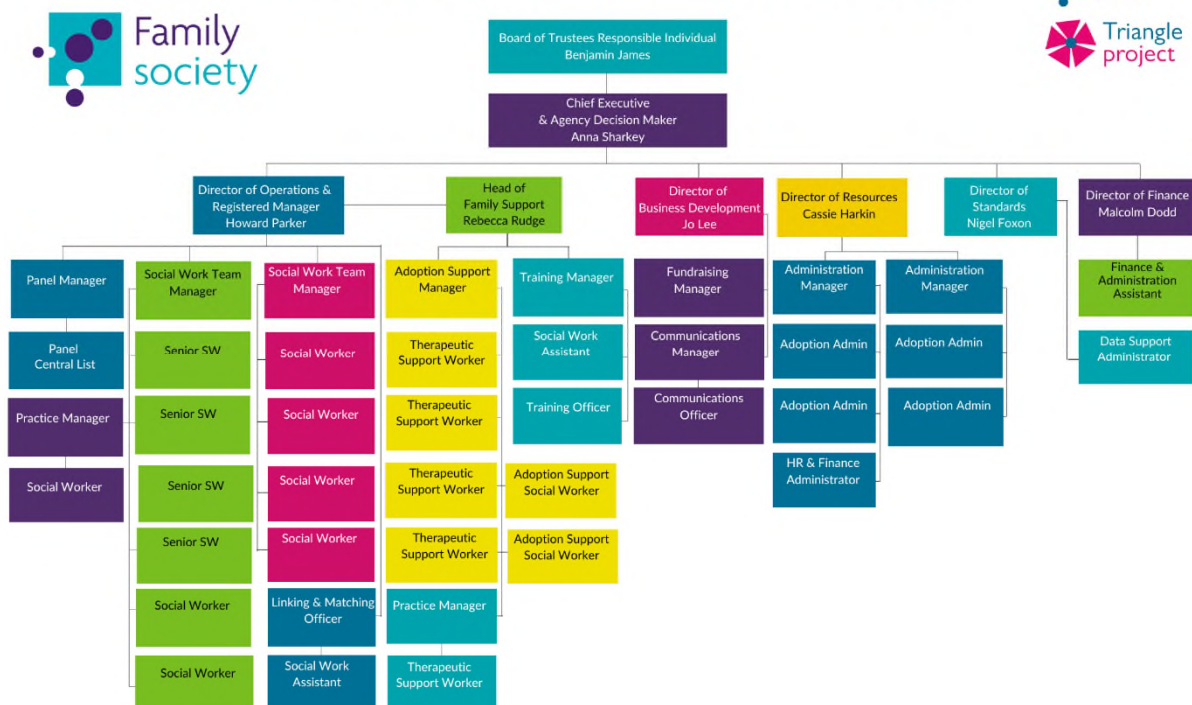 Family
society
Board of Trustees Responsible Individual
Benjamin James
Triangle
project
Chief Executive
& Agency Decision Maker
Anna Sharkey
Director of Operations &
Registered Manager
Howard Parker
Head of
Family Support
Rebecca Rudge
Director of
Business Development
Jo Lee
Director of Resources
Cassie Harkin
Director of
Standards
Nigel Foxon
Director of Finance
Malcolm Dodd
Panel Manager
Social Work Team
Manager
Social Work Team
Manager
Adoption Support
Manager
Training Manager
Fundraising
Manager
Administration
Manager
Administration
Manager
Finance &
Administration
Assistant
Panel
Central List
Senior SW
Social Worker
Therapeutic
Support Worker
Social Work
Assistant
Communications
Manager
Adoption Admin
Adoption Admin
Data Support
Administrator
Practice Manager
Senior SW
Social Worker
Therapeutic
Support Worker
Training Officer
Communications
Officer
Adoption Admin
Adoption Admin
Social Worker
Senior SW
Social Worker
Therapeutic
Support Worker
Adoption Support
Social Worker
HR & Finance
Administrator
Senior SW
Social Worker
Therapeutic
Support Worker
Adoption Support
Social Worker
Social Worker
Linking & Matching
Officer
Practice Manager
Social Worker
Social Work
Assistant
Therapeutic
Support Worker